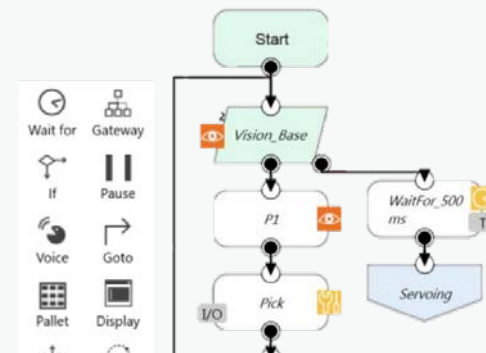 Start
Vision_Base
Wait for Gateway
If Pause
P1
WaitFor_500
ms
T
Voice Goto
Servoing
Pick
I/O
Pallet Display